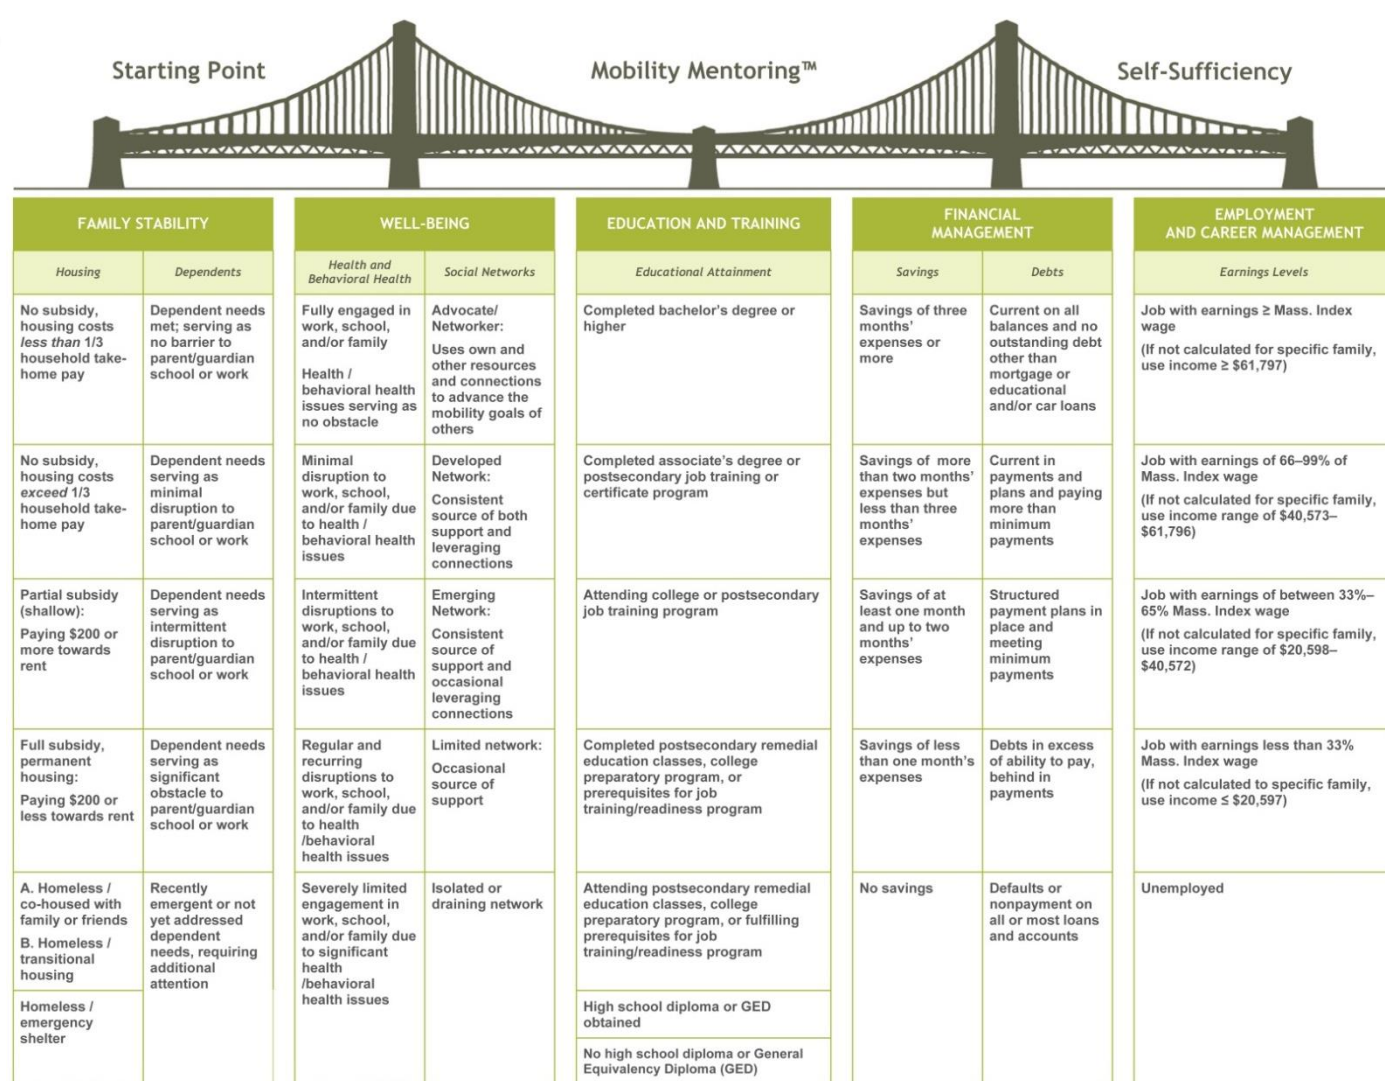 Starting Point
Mobility Mentoring™
Self-Sufficiency
FAMILY STABILITY
WELL-BEING
EDUCATION AND TRAINING
FINANCIAL
MANAGEMENT
EMPLOYMENT
AND CAREER MANAGEMENT
Housing
Dependents
Health and
Behavioral Health
Social Networks
Educational Attainment
Savings
Debts
Earnings Levels
No subsidy,
housing costs
less than 1/3
household take-
home pay
Dependent needs
met; serving as
no barrier to
parent/guardian
school or work
Fully engaged in
work, school,
and/or family
Health /
behavioral health
issues serving as
no obstacle
Advocate/
Networker:
Uses own and
other resources
and connections
to advance the
mobility goals of
others
Completed bachelor's degree or
higher
Savings of three
months'
expenses or
more
Current on all
balances and no
outstanding debt
other than
mortgage or
educational
and/or car loans
Job with earnings ≥ Mass. Index
wage
(If not calculated for specific family,
use income ≥ $61,797)
No subsidy,
housing costs
exceed 1/3
household take-
home pay
Dependent needs
serving as
minimal
disruption to
parent/guardian
school or work
Minimal
disruption to
work, school,
and/or family due
to health /
behavioral health
issues
Developed
Network:
Consistent
source of both
support and
leveraging
connections
Completed associate's degree or
postsecondary job training or
certificate program
Savings of more
than two months'
expenses but
less than three
months'
expenses
Current in
payments and
plans and paying
more than
minimum
payments
Job with earnings of 66–99% of
Mass. Index wage
(If not calculated for specific family,
use income range of $40,573–
$61,796)
Partial subsidy
(shallow):
Paying $200 or
more towards
rent
Dependent needs
serving as
intermittent
disruption to
parent/guardian
school or work
Intermittent
disruptions to
work, school,
and/or family due
to health /
behavioral health
issues
Emerging
Network:
Consistent
source of
support and
occasional
leveraging
connections
Attending college or postsecondary
job training program
Savings of at
least one month
and up to two
months'
expenses
Structured
payment plans in
place and
meeting
minimum
payments
Job with earnings of between 33%–
65% Mass. Index wage
(If not calculated for specific family,
use income range of $20,598–
$40,572)
Full subsidy,
permanent
housing:
Paying $200 or
less towards rent
Dependent needs
serving as
significant
obstacle to
parent/guardian
school or work
Regular and
recurring
disruptions to
work, school,
and/or family due
to health
/behavioral
health issues
Limited network:
Occasional
source of
support
Completed postsecondary remedial
education classes, college
preparatory program, or
prerequisites for job
training/readiness program
Savings of less
than one month's
expenses
Debts in excess
of ability to pay,
behind in
payments
Job with earnings less than 33%
Mass. Index wage
(If not calculated to specific family,
use income ≤ $20,597)
A. Homeless /
co-housed with
family or friends
B. Homeless /
transitional
housing
Recently
emergent or not
yet addressed
dependent
needs, requiring
additional
attention
Severely limited
engagement in
work, school,
and/or family due
to significant
health
/behavioral
health issues
Isolated or
draining network
Attending postsecondary remedial
education classes, college
preparatory program, or fulfilling
prerequisites for job
training/readiness program
No savings
Defaults or
nonpayment on
all or most loans
and accounts
Unemployed
Homeless /
emergency
shelter
High school diploma or GED
obtained
No high school diploma or General
Equivalency Diploma (GED)